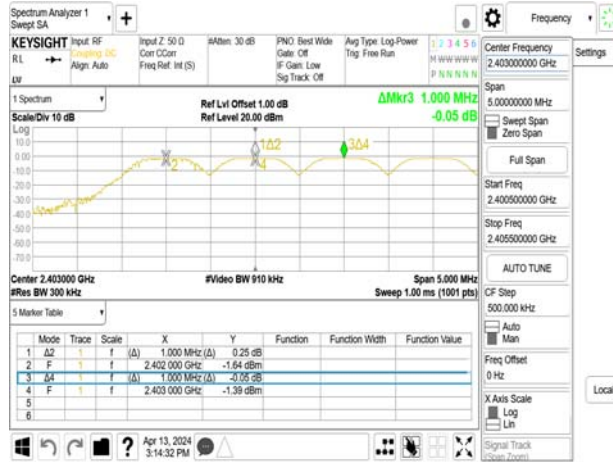 Spectrum Analyzer 1
Swept SA
Frequency
KEYSIGHT Input: RF
Coupling: DC
Align: Auto
Input Z: 50 Ω
Corr CCorr
Freq Ref: Int (S)
#Atten: 30 dB
PNO: Best Wide
Gate: Off
IF Gain: Low
Sig Track: Off
Avg Type: Log-Power
Trig: Free Run
1 2 3 4 5 6
M W W W W W
P N N N N N
RL
1 Spectrum
Scale/Div 10 dB
Ref Lvl Offset 1.00 dB
Ref Level 20.00 dBm
ΔMkr3 1.000 MHz
-0.05 dB
Log
10.0
0.00
-10.0
-20.0
-30.0
-40.0
-50.0
-60.0
-70.0
2
1Δ2
4
3Δ4
Center 2.403000 GHz
#Res BW 300 kHz
#Video BW 910 kHz
Span 5.000 MHz
Sweep 1.00 ms (1001 pts)
5 Marker Table
Mode Trace Scale X Y Function Function Width Function Value
1 Δ2 1 f (Δ) 1.000 MHz (Δ) 0.25 dB
2 F 1 f 2.402 000 GHz -1.64 dBm
3 Δ4 1 f (Δ) 1.000 MHz (Δ) -0.05 dB
4 F 1 f 2.403 000 GHz -1.39 dBm
5
6
Apr 13, 2024
3:14:32 PM
Center Frequency
2.403000000 GHz
Settings
Span
5.00000000 MHz
Swept Span
Zero Span
Full Span
Start Freq
2.400500000 GHz
Stop Freq
2.405500000 GHz
AUTO TUNE
CF Step
500.000 kHz
Auto
Man
Freq Offset
0 Hz
X Axis Scale
Log
Lin
Local
Signal Track
(Span Zoom)